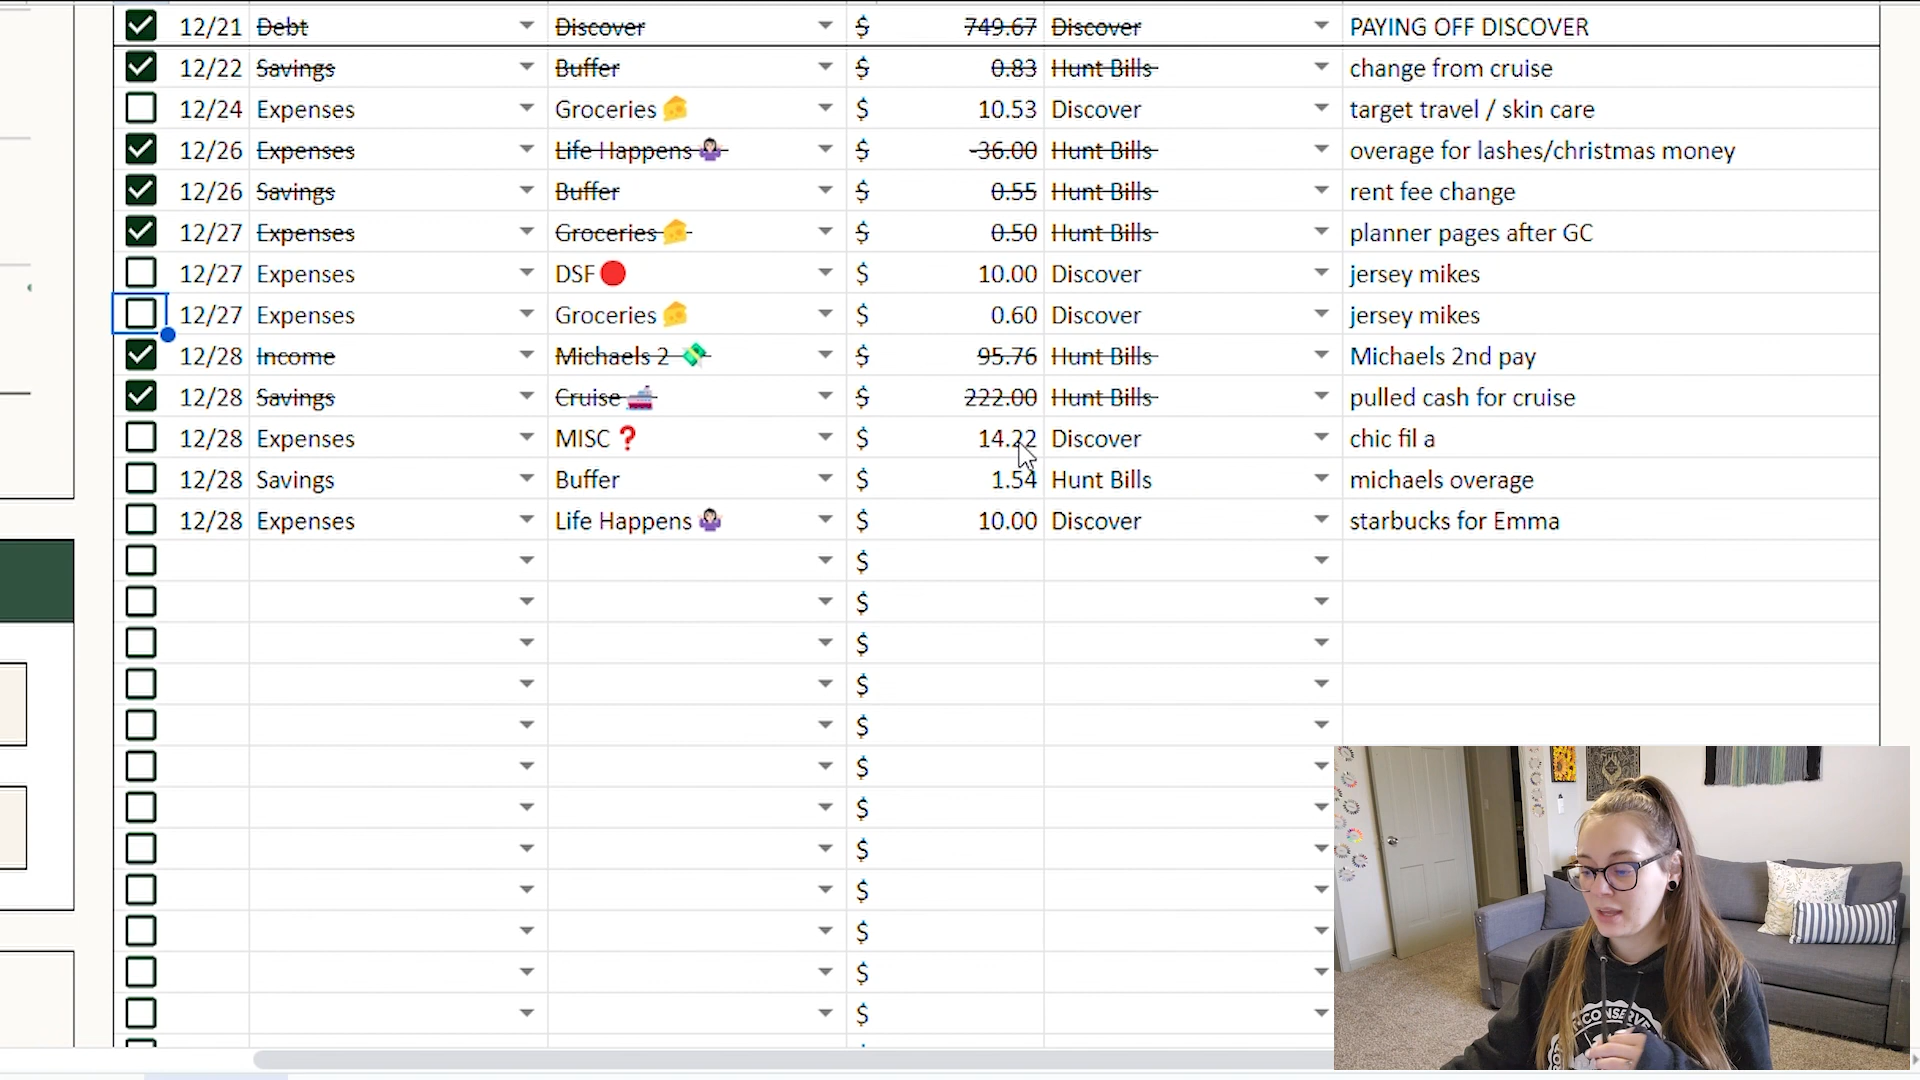 12/21 Debt Discover $ 749.67 Discover PAYING OFF DISCOVER
12/22 Savings Buffer $ 0.83 Hunt Bills change from cruise
12/24 Expenses Groceries 🧀 $ 10.53 Discover target travel / skin care
12/26 Expenses Life Happens 🤷🏻‍♀️ $ -36.00 Hunt Bills overage for lashes/christmas money
12/26 Savings Buffer $ 0.55 Hunt Bills rent fee change
12/27 Expenses Groceries 🧀 $ 0.50 Hunt Bills planner pages after GC
12/27 Expenses DSF 🔴 $ 10.00 Discover jersey mikes
12/27 Expenses Groceries 🧀 $ 0.60 Discover jersey mikes
12/28 Income Michaels 2 💸 $ 95.76 Hunt Bills Michaels 2nd pay
12/28 Savings Cruise 🚢 $ 222.00 Hunt Bills pulled cash for cruise
12/28 Expenses MISC ❓ $ 14.22 Discover chic fil a
12/28 Savings Buffer $ 1.54 Hunt Bills michaels overage
12/28 Expenses Life Happens 🤷🏻‍♀️ $ 10.00 Discover starbucks for Emma
$
$
$
$
$
$
$
$
$
$
$
$